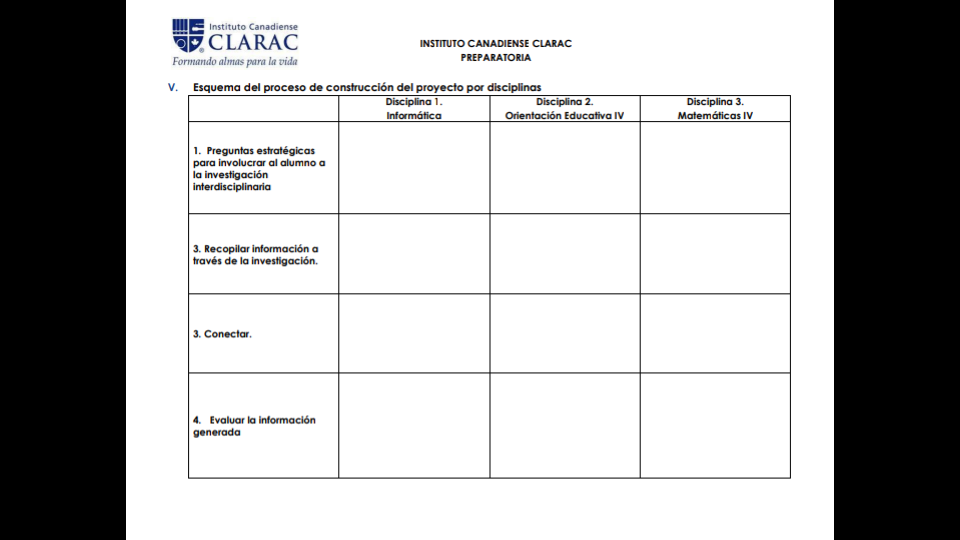 Instituto Canadiense
CLARAC
Formando almas para la vida
INSTITUTO CANADIENSE CLARAC
PREPARATORIA
V. Esquema del proceso de construcción del proyecto por disciplinas
Disciplina 1.
Informática
Disciplina 2.
Orientación Educativa IV
Disciplina 3.
Matemáticas IV
1. Preguntas estratégicas
para involucrar al alumno a
la investigación
interdisciplinaria
3. Recopilar información a
través de la investigación.
3. Conectar.
4. Evaluar la información
generada